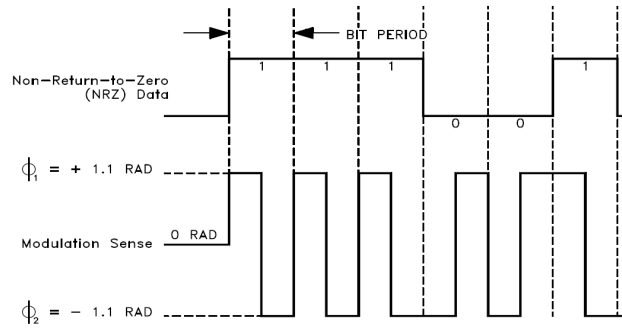 BIT PERIOD
Non-Return-to-Zero
(NRZ) Data
1 1 1 0 0 1
ϕ₁ = + 1.1 RAD
0 RAD
Modulation Sense
ϕ₂ = - 1.1 RAD